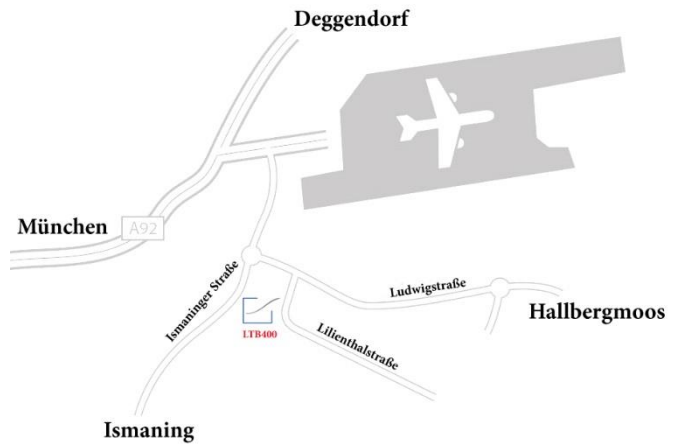 Deggendorf
München
A92
Ismaninger Straße
Ludwigstraße
Hallbergmoos
LTB400
Lilienthalstraße
Ismaning